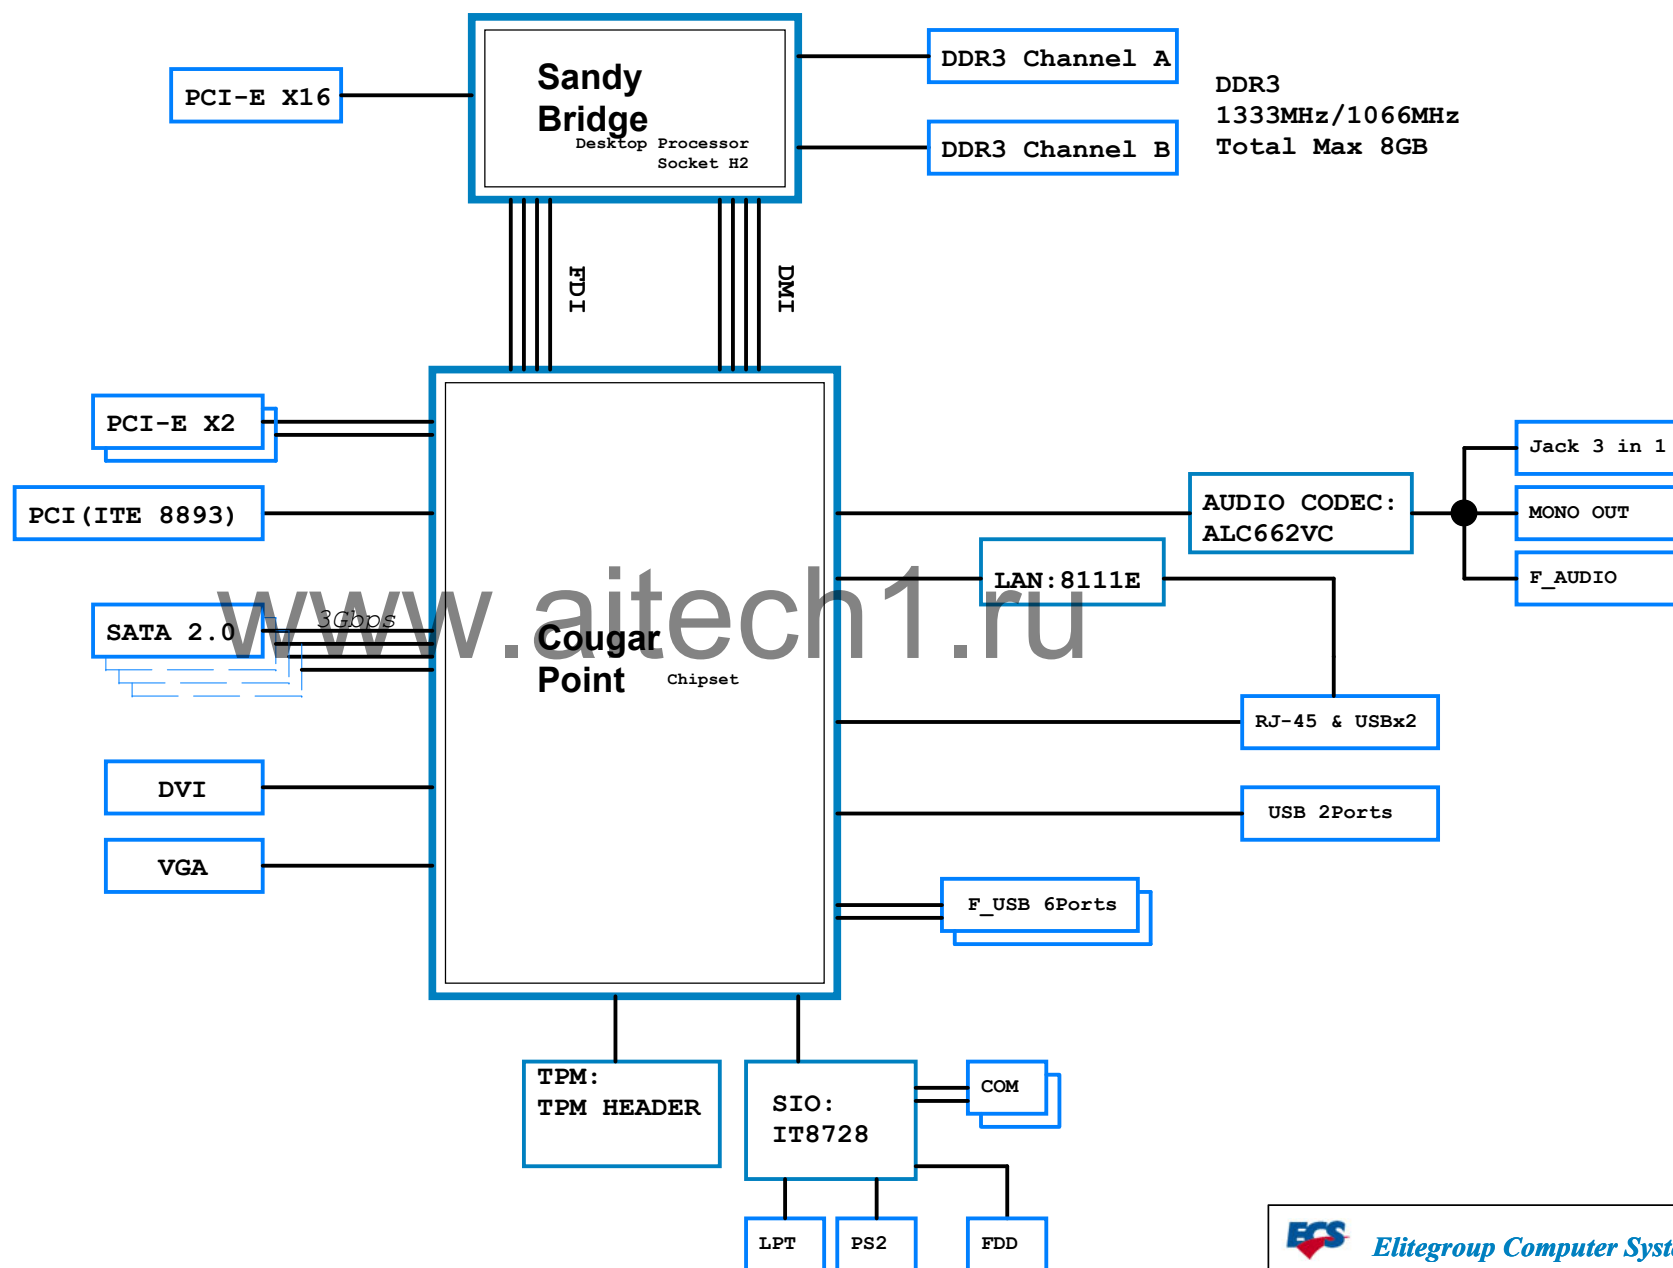 Sandy
Bridge
Desktop Processor
Socket H2
PCI-E X16
DDR3 Channel A
DDR3 Channel B
DDR3
1333MHz/1066MHz
Total Max 8GB
FDI
DMI
PCI-E X2
PCI(ITE 8893)
SATA 2.0
3Gbps
DVI
VGA
Cougar
Point
Chipset
www.aitech1.ru
AUDIO CODEC:
ALC662VC
Jack 3 in 1
MONO OUT
F_AUDIO
LAN:8111E
RJ-45 & USBx2
USB 2Ports
F_USB 6Ports
TPM:
TPM HEADER
SIO:
IT8728
COM
LPT
PS2
FDD
ECS
Elitegroup Computer Syst